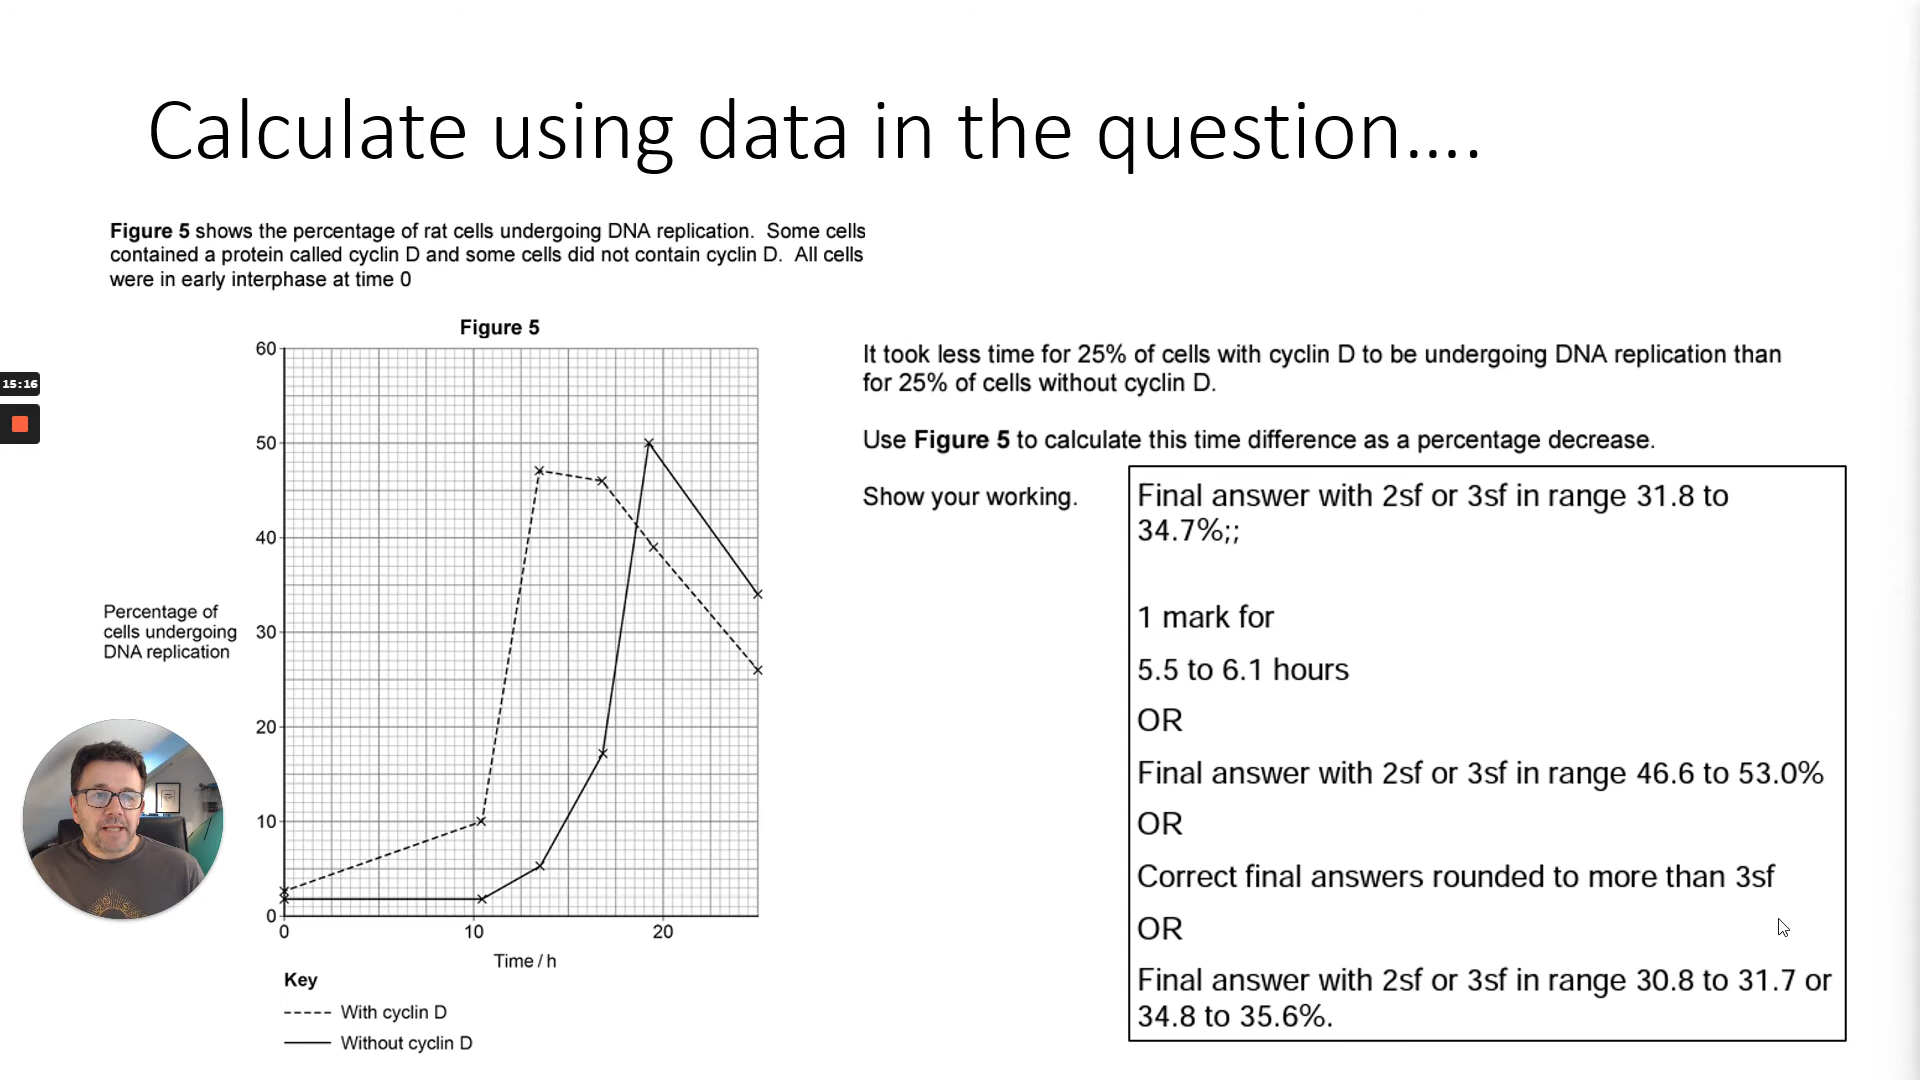 Calculate using data in the question....
Figure 5 shows the percentage of rat cells undergoing DNA replication. Some cells
contained a protein called cyclin D and some cells did not contain cyclin D. All cells
were in early interphase at time 0
Figure 5
60
50
40
30
20
10
0
Percentage of
cells undergoing
DNA replication
0
10
20
Time / h
Key
With cyclin D
Without cyclin D
15:16
It took less time for 25% of cells with cyclin D to be undergoing DNA replication than
for 25% of cells without cyclin D.
Use Figure 5 to calculate this time difference as a percentage decrease.
Show your working.
Final answer with 2sf or 3sf in range 31.8 to
34.7%;;
1 mark for
5.5 to 6.1 hours
OR
Final answer with 2sf or 3sf in range 46.6 to 53.0%
OR
Correct final answers rounded to more than 3sf
OR
Final answer with 2sf or 3sf in range 30.8 to 31.7 or
34.8 to 35.6%.